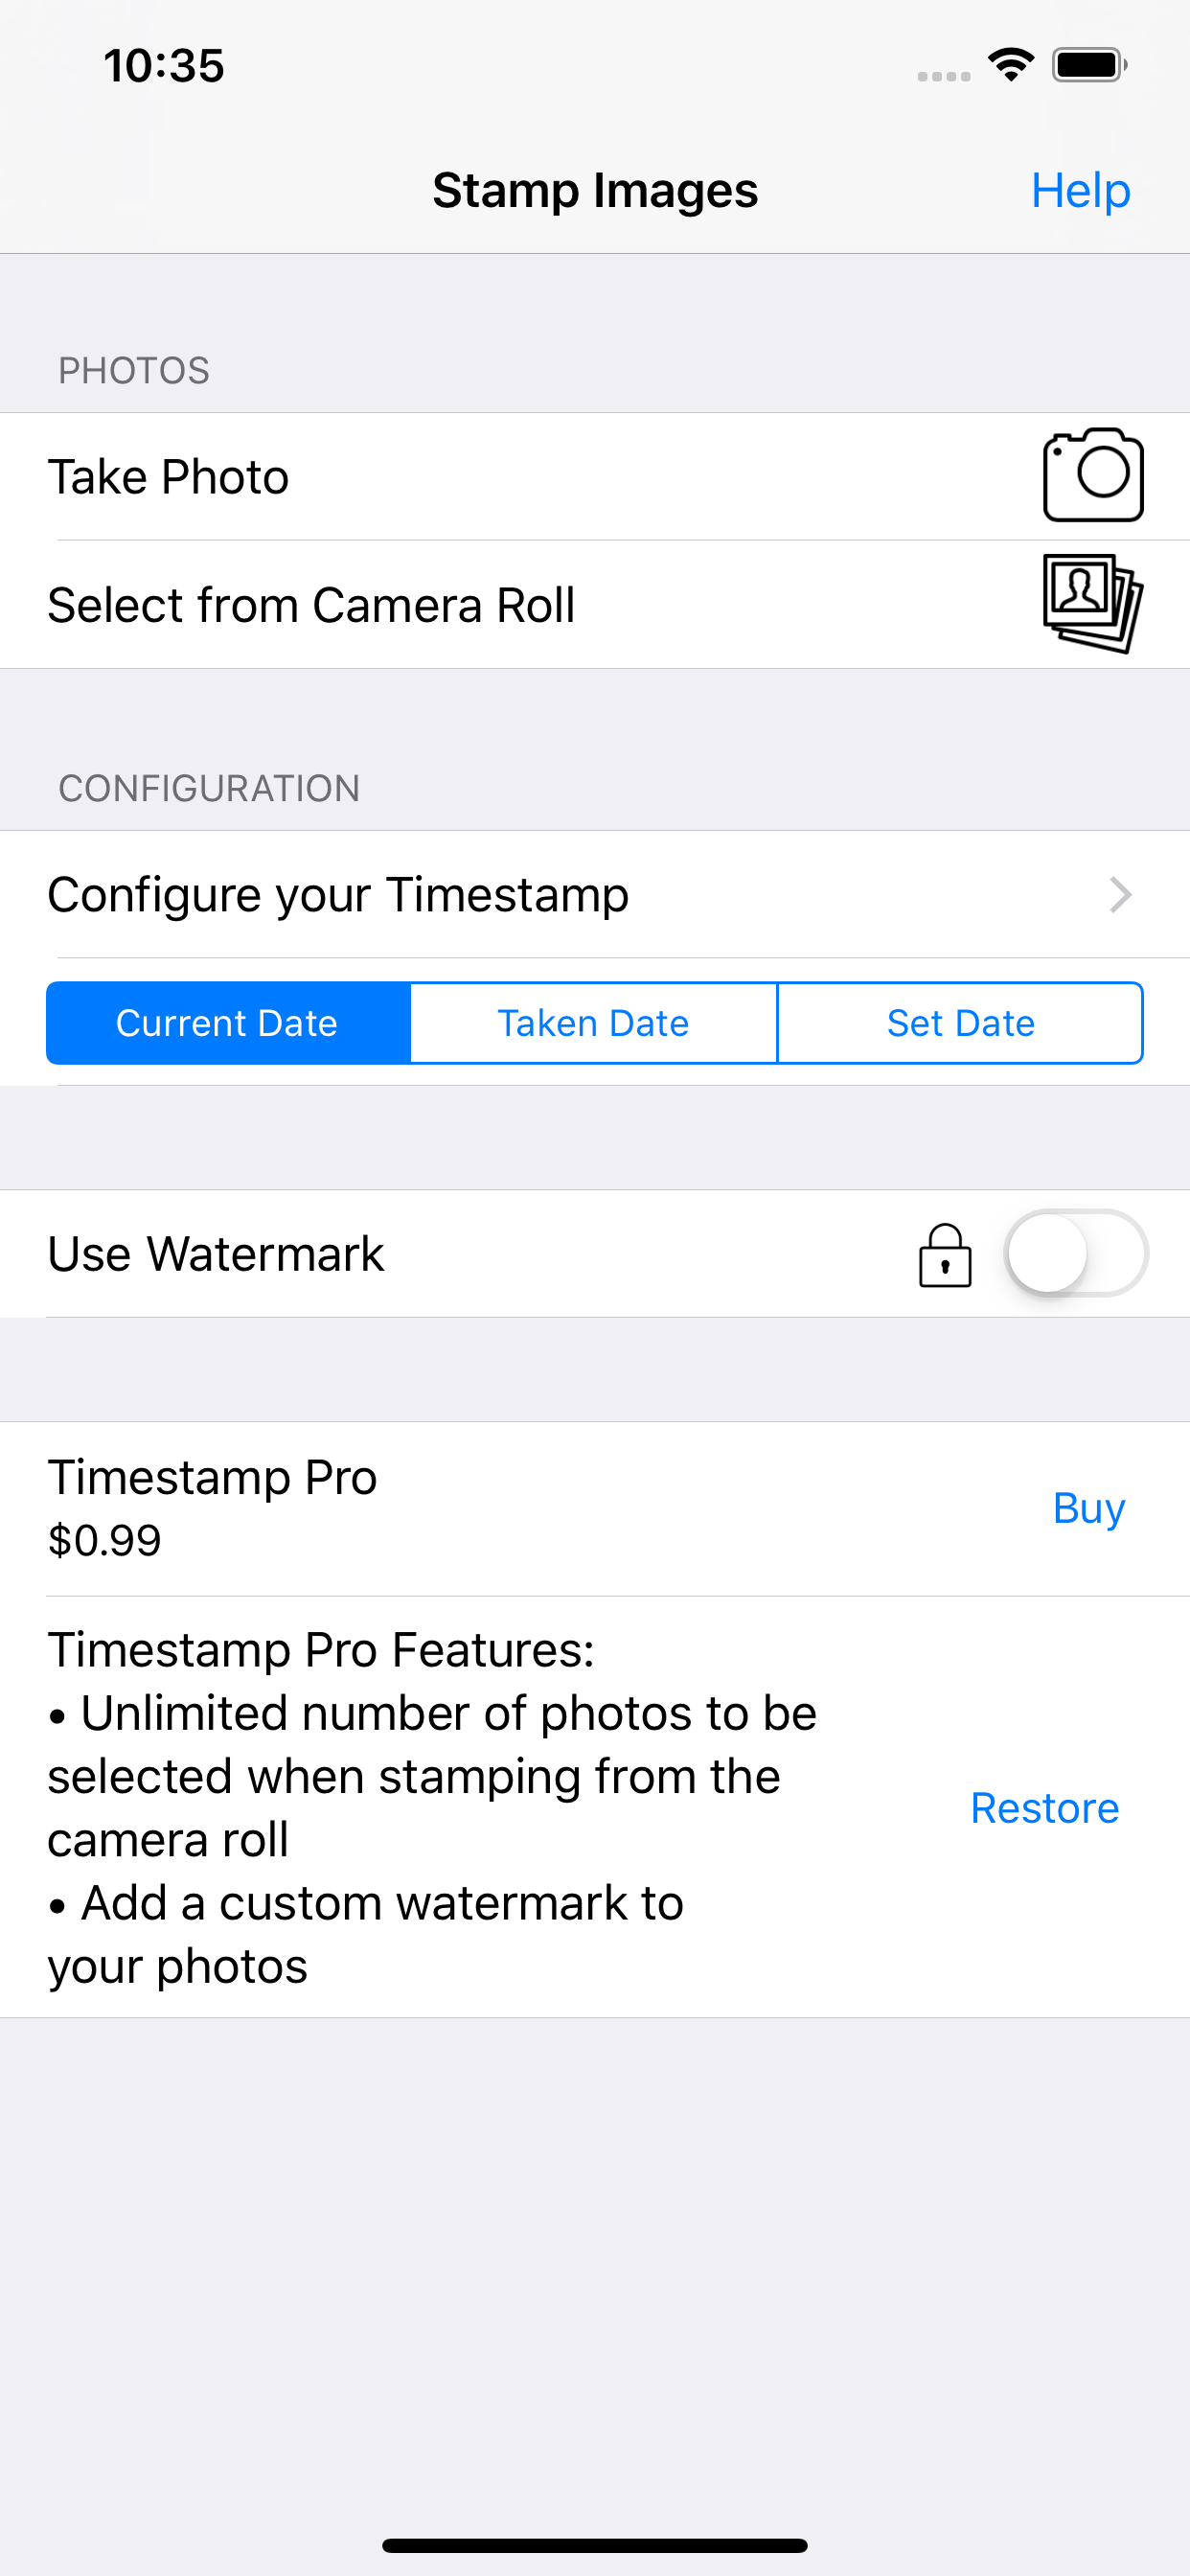 10:35
Stamp Images
Help
PHOTOS
Take Photo
Select from Camera Roll
CONFIGURATION
Configure your Timestamp
Current Date
Taken Date
Set Date
Use Watermark
Timestamp Pro
$0.99
Buy
Timestamp Pro Features:
• Unlimited number of photos to be
selected when stamping from the
camera roll
• Add a custom watermark to
your photos
Restore